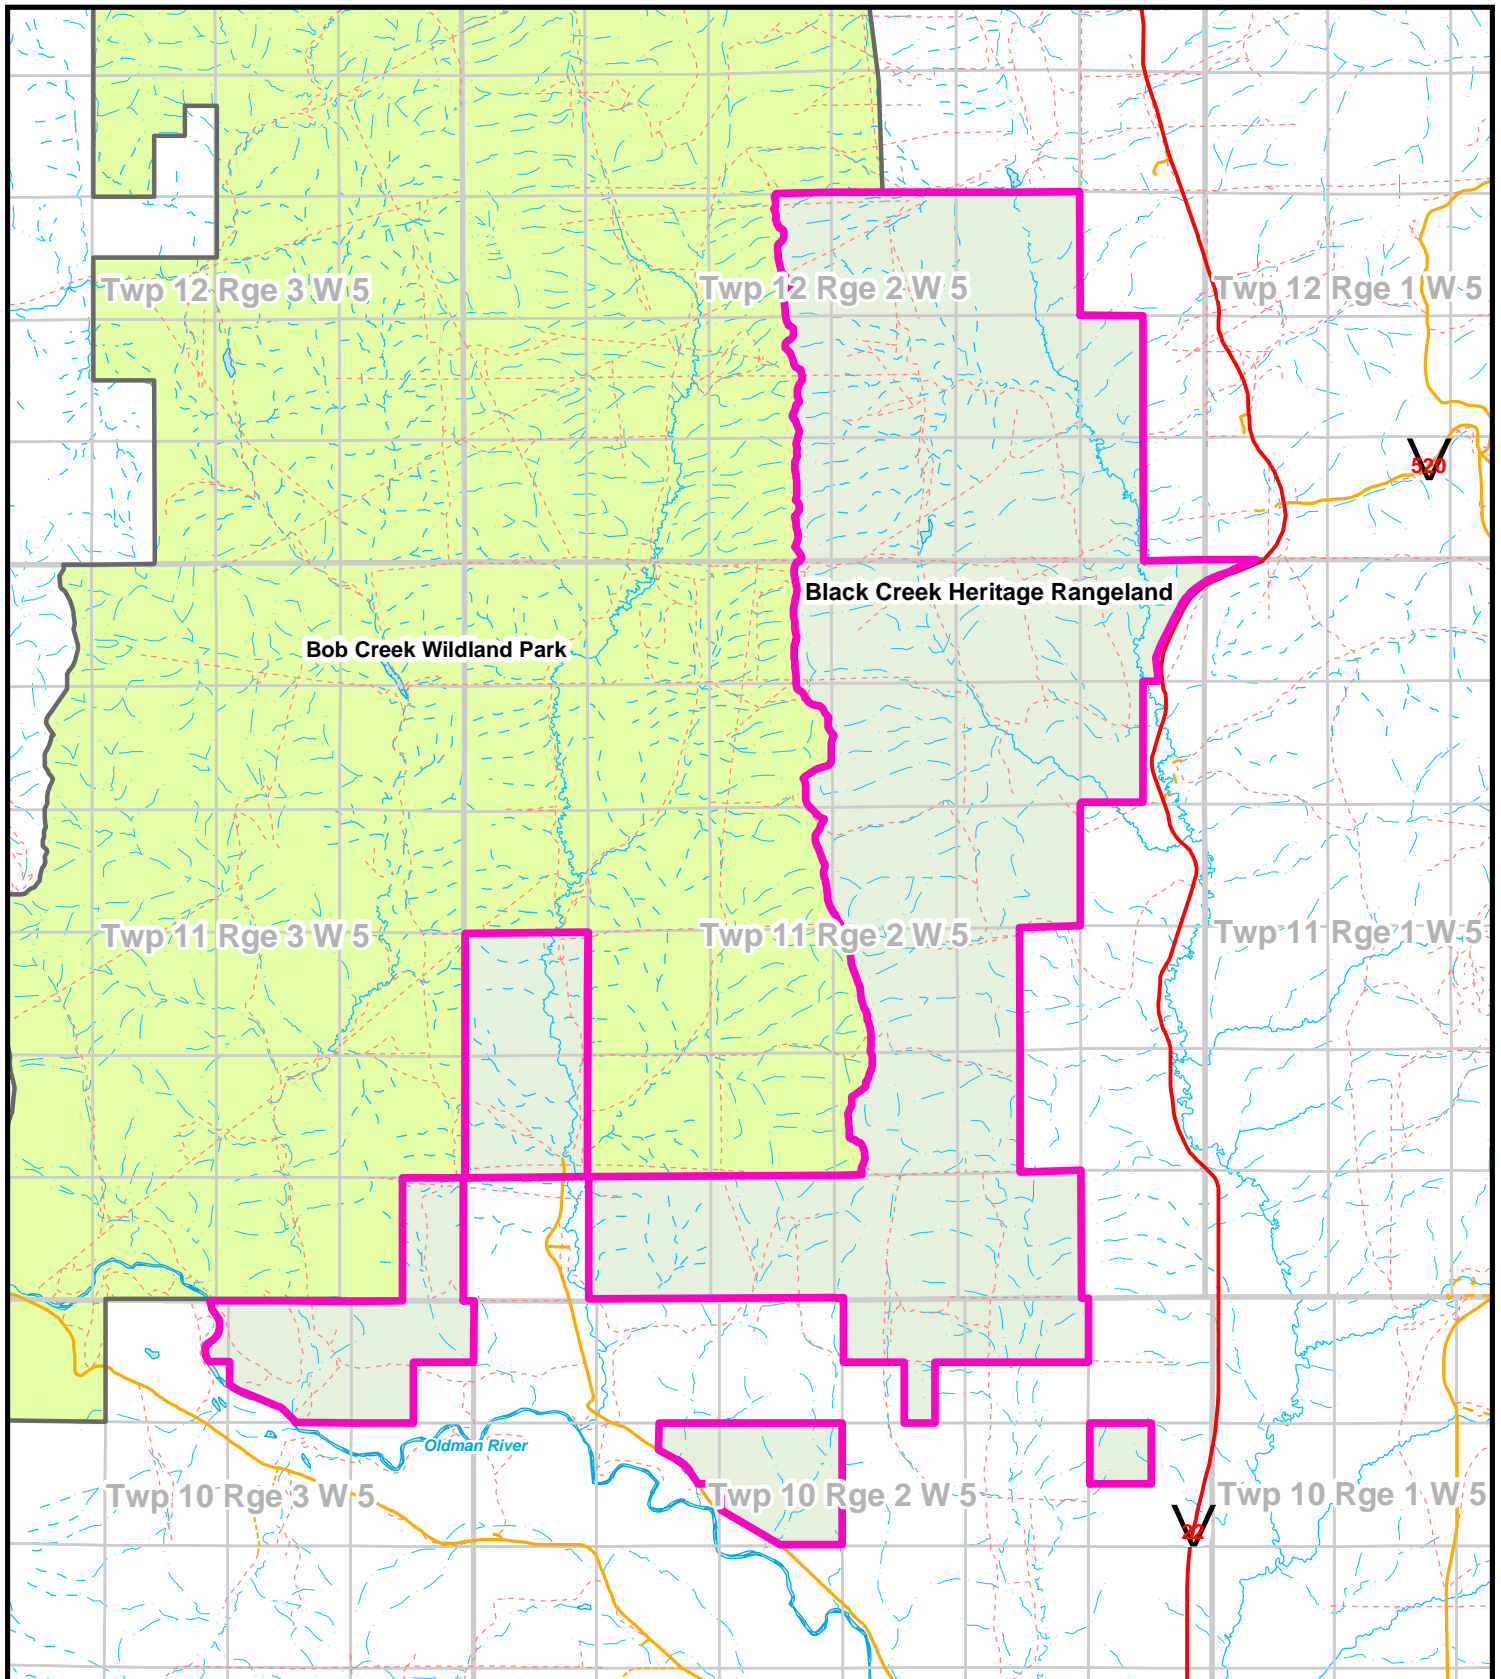 Twp 12 Rge 3 W 5
Twp 12 Rge 2 W 5
Twp 12 Rge 1 W 5
V
520
Black Creek Heritage Rangeland
Bob Creek Wildland Park
Twp 11 Rge 3 W 5
Twp 11 Rge 2 W 5
Twp 11 Rge 1 W 5
Oldman River
Twp 10 Rge 3 W 5
Twp 10 Rge 2 W 5
Twp 10 Rge 1 W 5
V
22